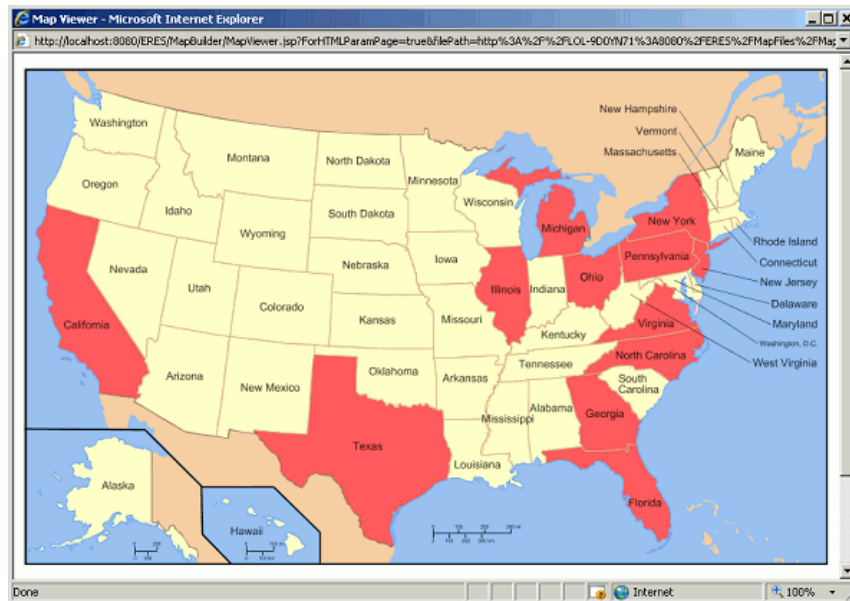 Map Viewer - Microsoft Internet Explorer
http://localhost:8080/ERES/MapBuilder/MapViewer.jsp?ForHTMLParamPage=true&filePath=http%3A%2F%2FLOL-9D0YN71%3A8080%2FERES%2FMapFiles%2FMap
New Hampshire
Vermont
Massachusetts
Washington
Montana
North Dakota
Minnesota
Maine
Oregon
Idaho
Wisconsin
South Dakota
Wyoming
Michigan
New York
Rhode Island
Connecticut
Nevada
Utah
Nebraska
Iowa
Illinois
Indiana
Ohio
Pennsylvania
New Jersey
Colorado
Kansas
Missouri
Delaware
Maryland
Washington, D.C.
West Virginia
California
Kentucky
Virginia
Arizona
New Mexico
Oklahoma
Arkansas
Tennessee
North Carolina
South
Carolina
Mississippi
Alabama
Georgia
Texas
Louisiana
Florida
Alaska
Hawaii
Done
Internet
100%